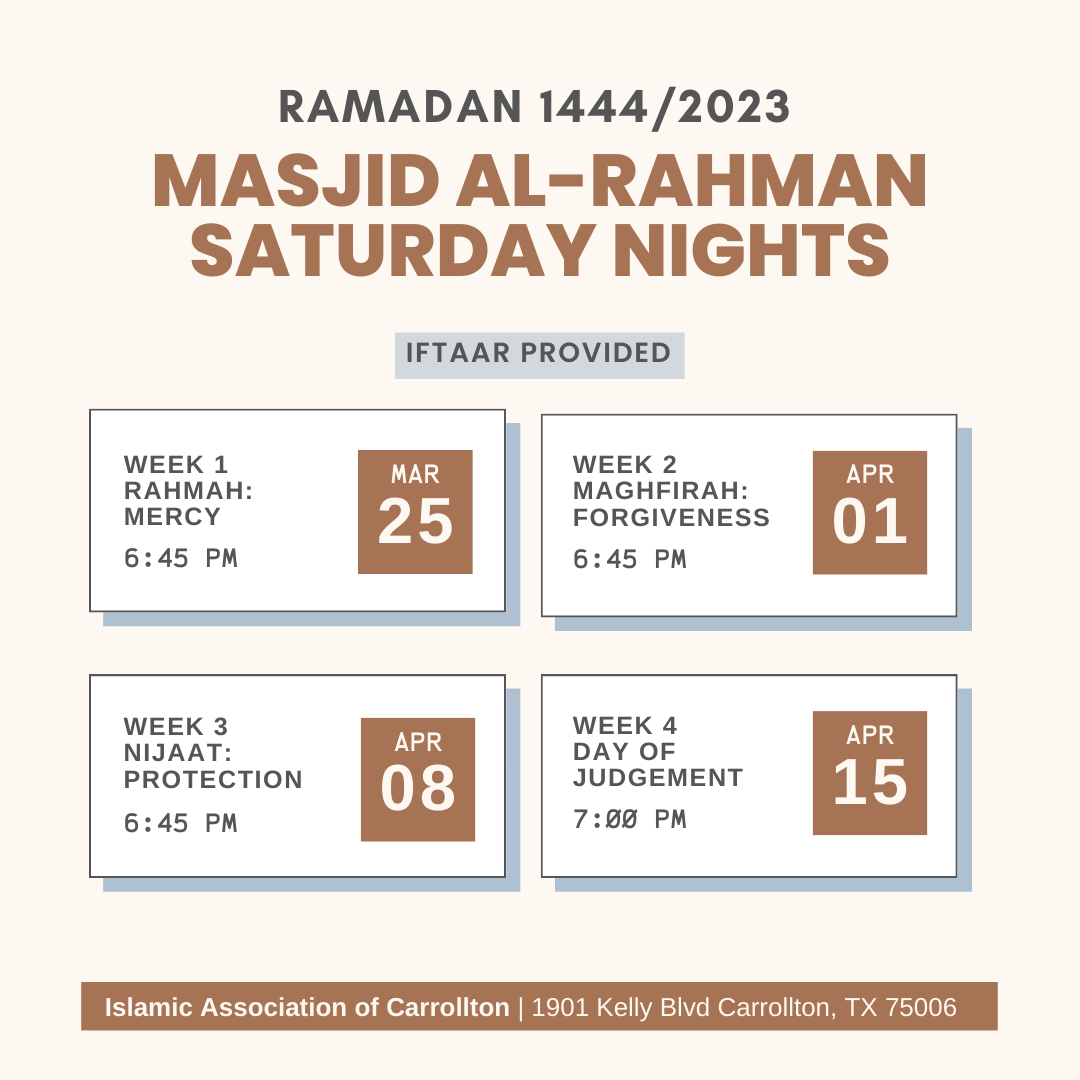 RAMADAN 1444/2023
MASJID AL-RAHMAN
SATURDAY NIGHTS
IFTAAR PROVIDED
WEEK 1
RAHMAH:
MERCY
6:45 PM
MAR
25
WEEK 2
MAGHFIRAH:
FORGIVENESS
6:45 PM
APR
01
WEEK 3
NIJAAT:
PROTECTION
6:45 PM
APR
08
WEEK 4
DAY OF
JUDGEMENT
7:00 PM
APR
15
Islamic Association of Carrollton | 1901 Kelly Blvd Carrollton, TX 75006